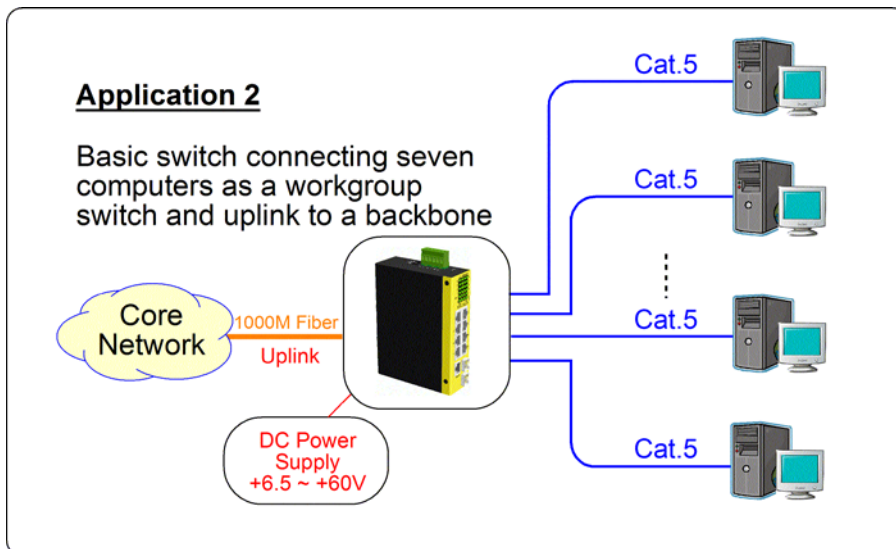 Application 2
Basic switch connecting seven
computers as a workgroup
switch and uplink to a backbone
Cat.5
Cat.5
Cat.5
Cat.5
Core
Network
1000M Fiber
Uplink
DC Power
Supply
+6.5 ~ +60V